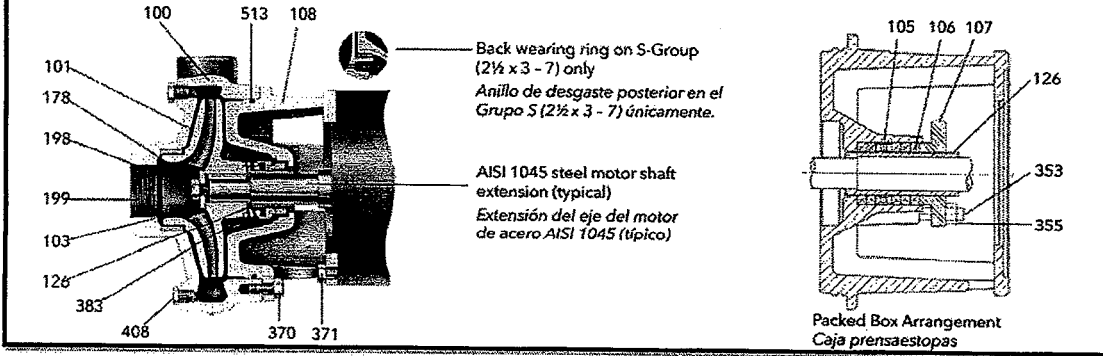 100
513
108
101
178
198
199
103
126
383
408
370
371
Back wearing ring on S-Group
(2½ x 3 – 7) only
Anillo de desgaste posterior en el
Grupo S (2½ x 3 – 7) únicamente.
AISI 1045 steel motor shaft
extension (typical)
Extensión del eje del motor
de acero AISI 1045 (típico)
105
106
107
126
353
355
Packed Box Arrangement
Caja prensaestopas